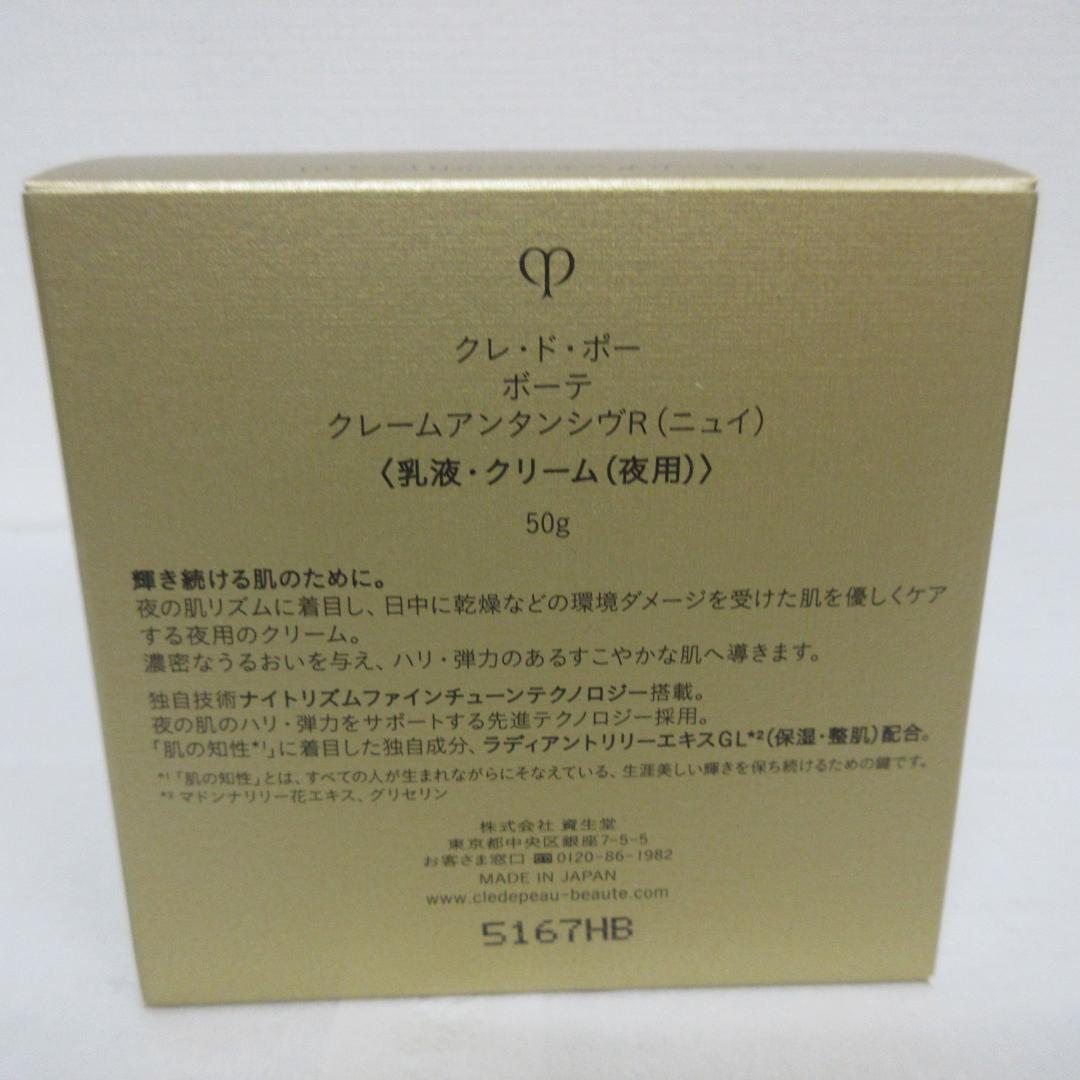 クレ・ド・ポー
ボーテ
クレームアンタンシヴR（ニュイ）
〈乳液・クリーム（夜用）〉
50g
輝き続ける肌のために。
夜の肌リズムに着目し、日中に乾燥などの環境ダメージを受けた肌を優しくケア
する夜用のクリーム。
濃密なうるおいを与え、ハリ・弾力のあるすこやかな肌へ導きます。
独自技術ナイトリズムファインチューンテクノロジー搭載。
夜の肌のハリ・弾力をサポートする先進テクノロジー採用。
「肌の知性*¹」に着目した独自成分、ラディアントリリーエキスGL*²（保湿・整肌）配合。
*¹「肌の知性」とは、すべての人が生まれながらにそなえている、生涯美しい輝きを保ち続けるための鍵です。
*² マドンナリリー花エキス、グリセリン
株式会社 資生堂
東京都中央区銀座7-5-5
お客さま窓口 0120-86-1982
MADE IN JAPAN
www.cledepeau-beaute.com
5167HB